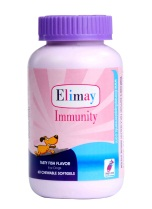 Elimay
Immunity
TASTY FISH FLAVOR
60 CHEWABLE SOFTGELS